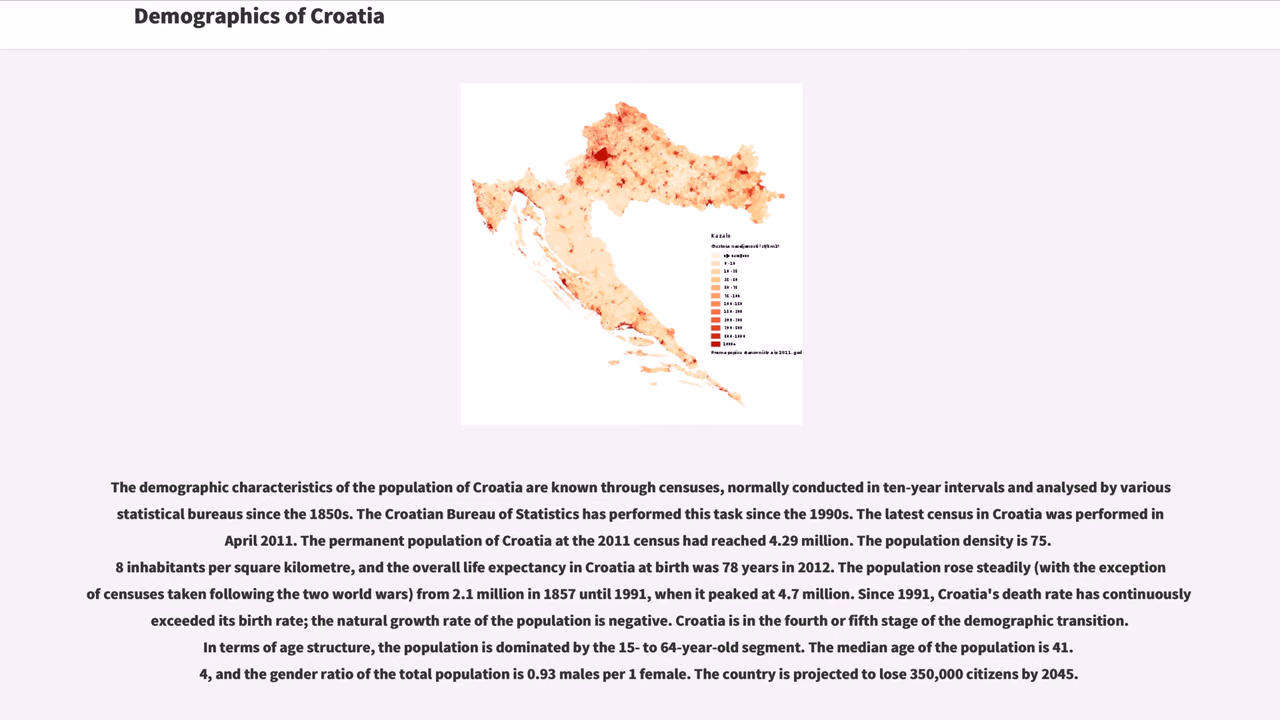 Demographics of Croatia
Kazalo
0 - 10
75 - 100
1000+
The demographic characteristics of the population of Croatia are known through censuses, normally conducted in ten-year intervals and analysed by various
statistical bureaus since the 1850s. The Croatian Bureau of Statistics has performed this task since the 1990s. The latest census in Croatia was performed in
April 2011. The permanent population of Croatia at the 2011 census had reached 4.29 million. The population density is 75.
8 inhabitants per square kilometre, and the overall life expectancy in Croatia at birth was 78 years in 2012. The population rose steadily (with the exception
of censuses taken following the two world wars) from 2.1 million in 1857 until 1991, when it peaked at 4.7 million. Since 1991, Croatia's death rate has continuously
exceeded its birth rate; the natural growth rate of the population is negative. Croatia is in the fourth or fifth stage of the demographic transition.
In terms of age structure, the population is dominated by the 15- to 64-year-old segment. The median age of the population is 41.
4, and the gender ratio of the total population is 0.93 males per 1 female. The country is projected to lose 350,000 citizens by 2045.